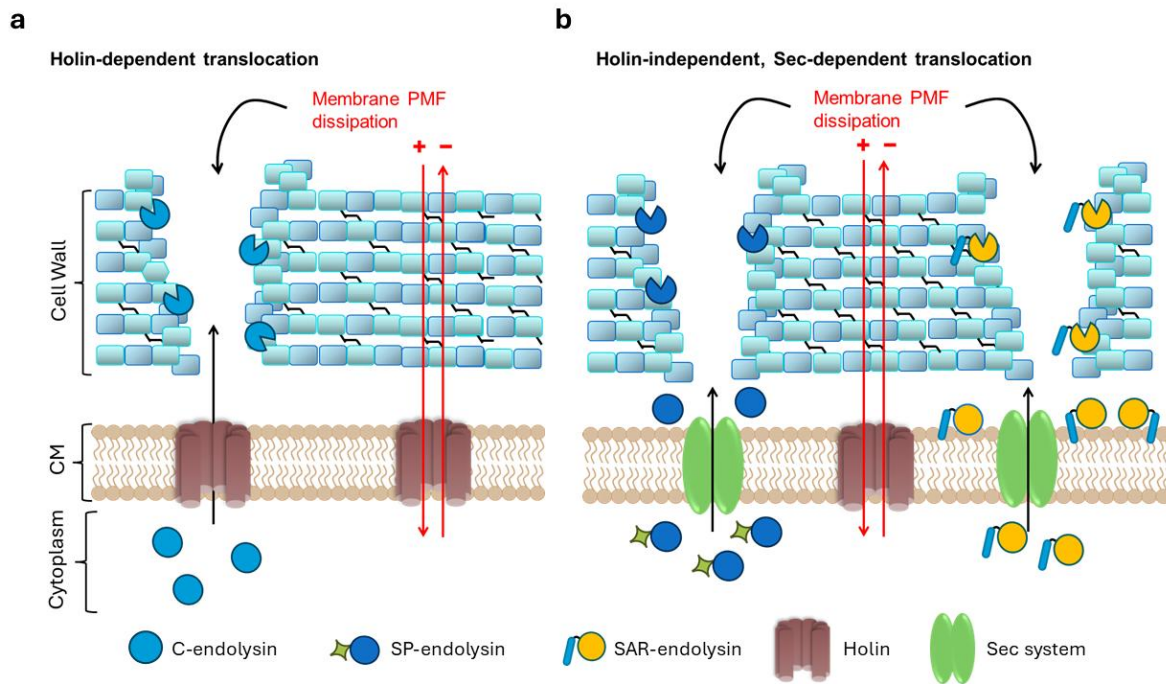 a
Holin-dependent translocation
Membrane PMF
dissipation
+ −
Cell Wall
CM
Cytoplasm
b
Holin-independent, Sec-dependent translocation
Membrane PMF
dissipation
+ −
C-endolysin
SP-endolysin
SAR-endolysin
Holin
Sec system